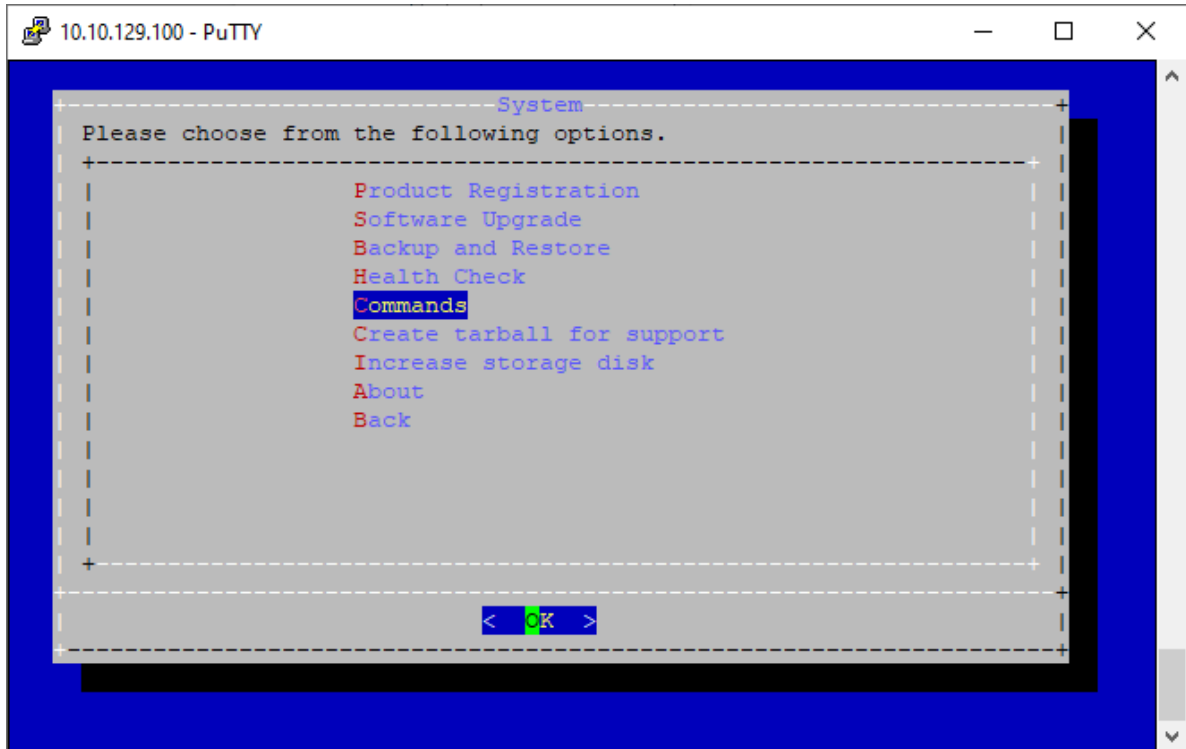 10.10.129.100 - PuTTY
System
Please choose from the following options.
Product Registration
Software Upgrade
Backup and Restore
Health Check
Commands
Create tarball for support
Increase storage disk
About
Back
< OK >